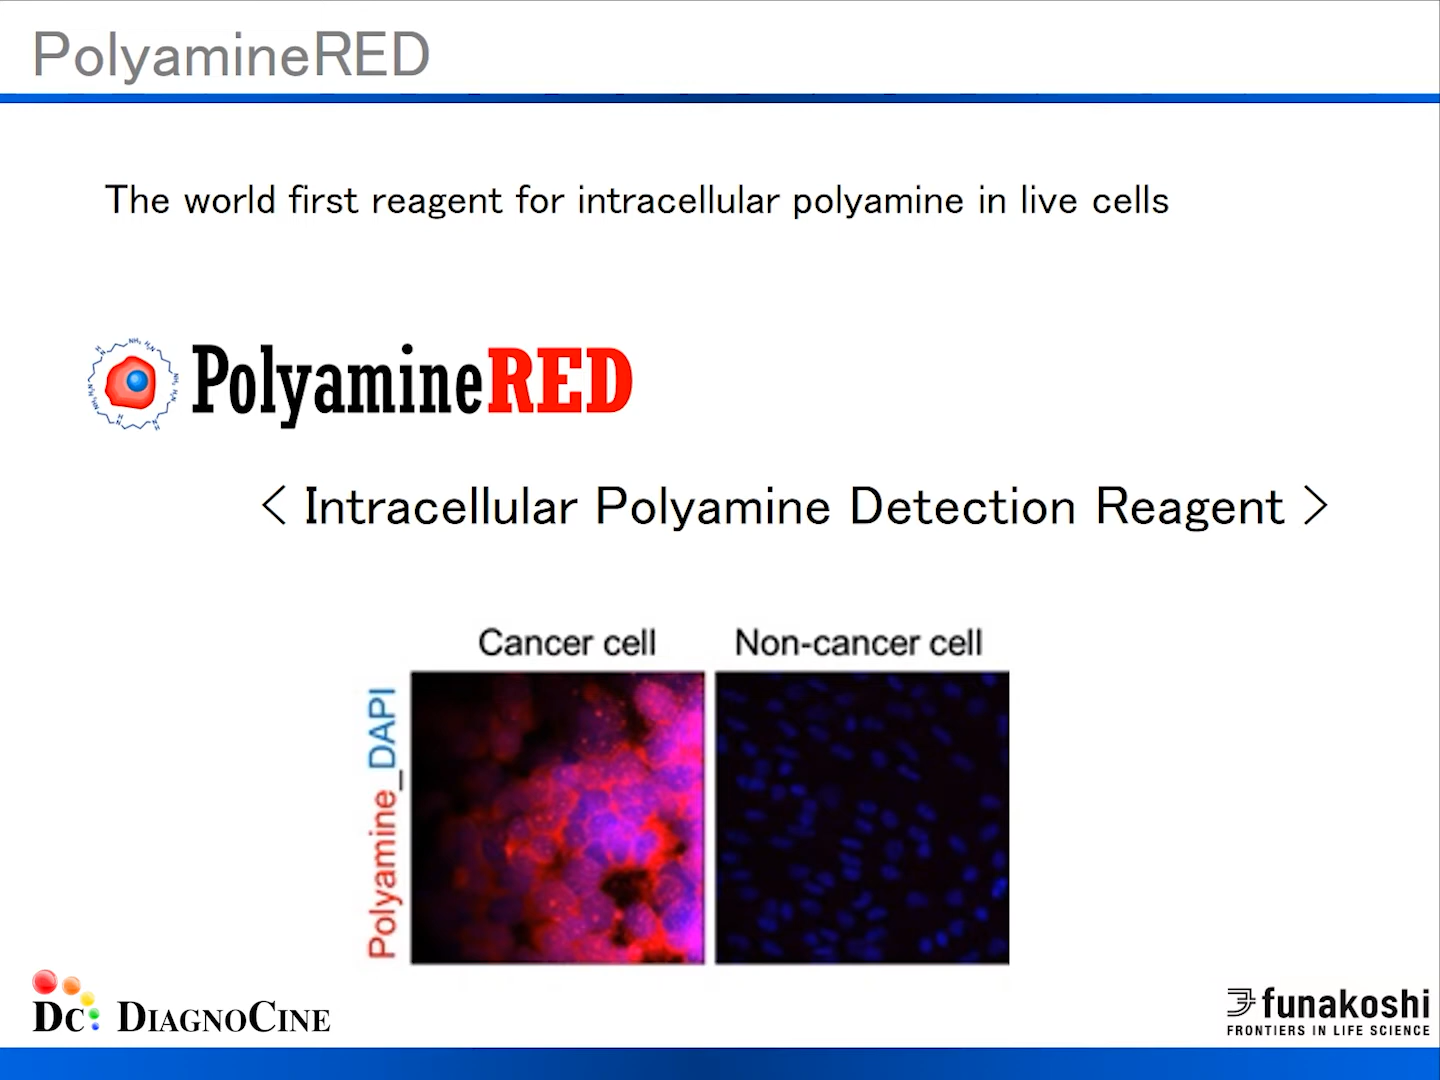 PolyamineRED
The world first reagent for intracellular polyamine in live cells
PolyamineRED
< Intracellular Polyamine Detection Reagent >
Cancer cell
Non-cancer cell
Polyamine_DAPI
Dc: DIAGNOCINE
funakoshi
FRONTIERS IN LIFE SCIENCE